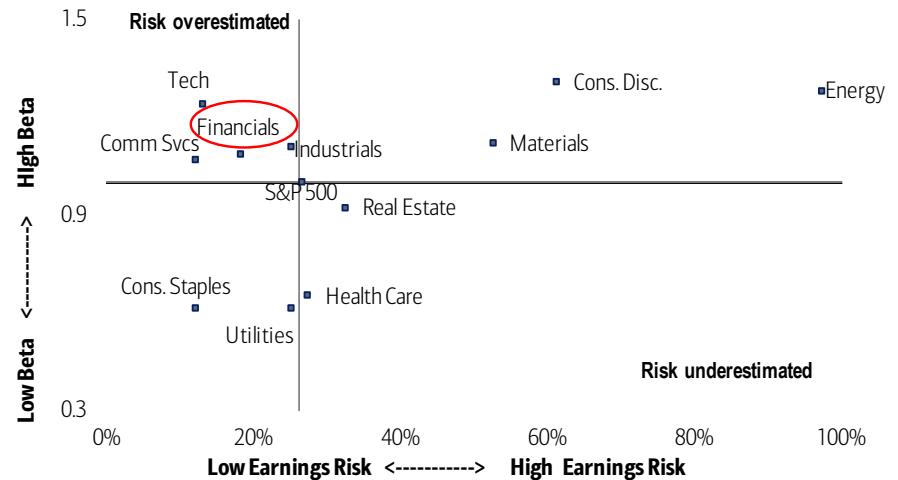 1.5
Risk overestimated
Tech
Cons. Disc.
Energy
Financials
Comm Svcs
Industrials
Materials
S&P 500
0.9
Real Estate
Cons. Staples
Health Care
Utilities
Risk underestimated
0.3
0% 20% 40% 60% 80% 100%
Low Earnings Risk <-----------> High Earnings Risk
Low Beta <-----------> HIgh Beta